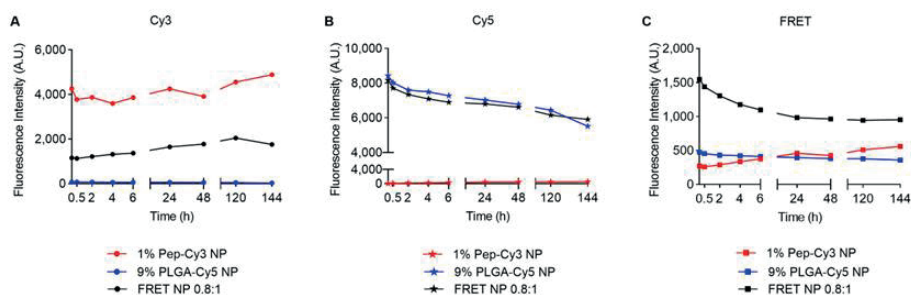 A
Cy3
Fluorescence Intensity (A.U.)
6,000
4,000
2,000
0
0.5 2 4 6 24 48 120 144
Time (h)
1% Pep-Cy3 NP
9% PLGA-Cy5 NP
FRET NP 0.8:1
B
Cy5
Fluorescence Intensity (A.U.)
10,000
8,000
6,000
4,000
4,000
0
0.5 2 4 6 24 48 120 144
Time (h)
1% Pep-Cy3 NP
9% PLGA-Cy5 NP
FRET NP 0.8:1
C
FRET
Fluorescence Intensity (A.U.)
2,000
1,500
1,000
500
0
0.5 2 4 6 24 48 120 144
Time (h)
1% Pep-Cy3 NP
9% PLGA-Cy5 NP
FRET NP 0.8:1